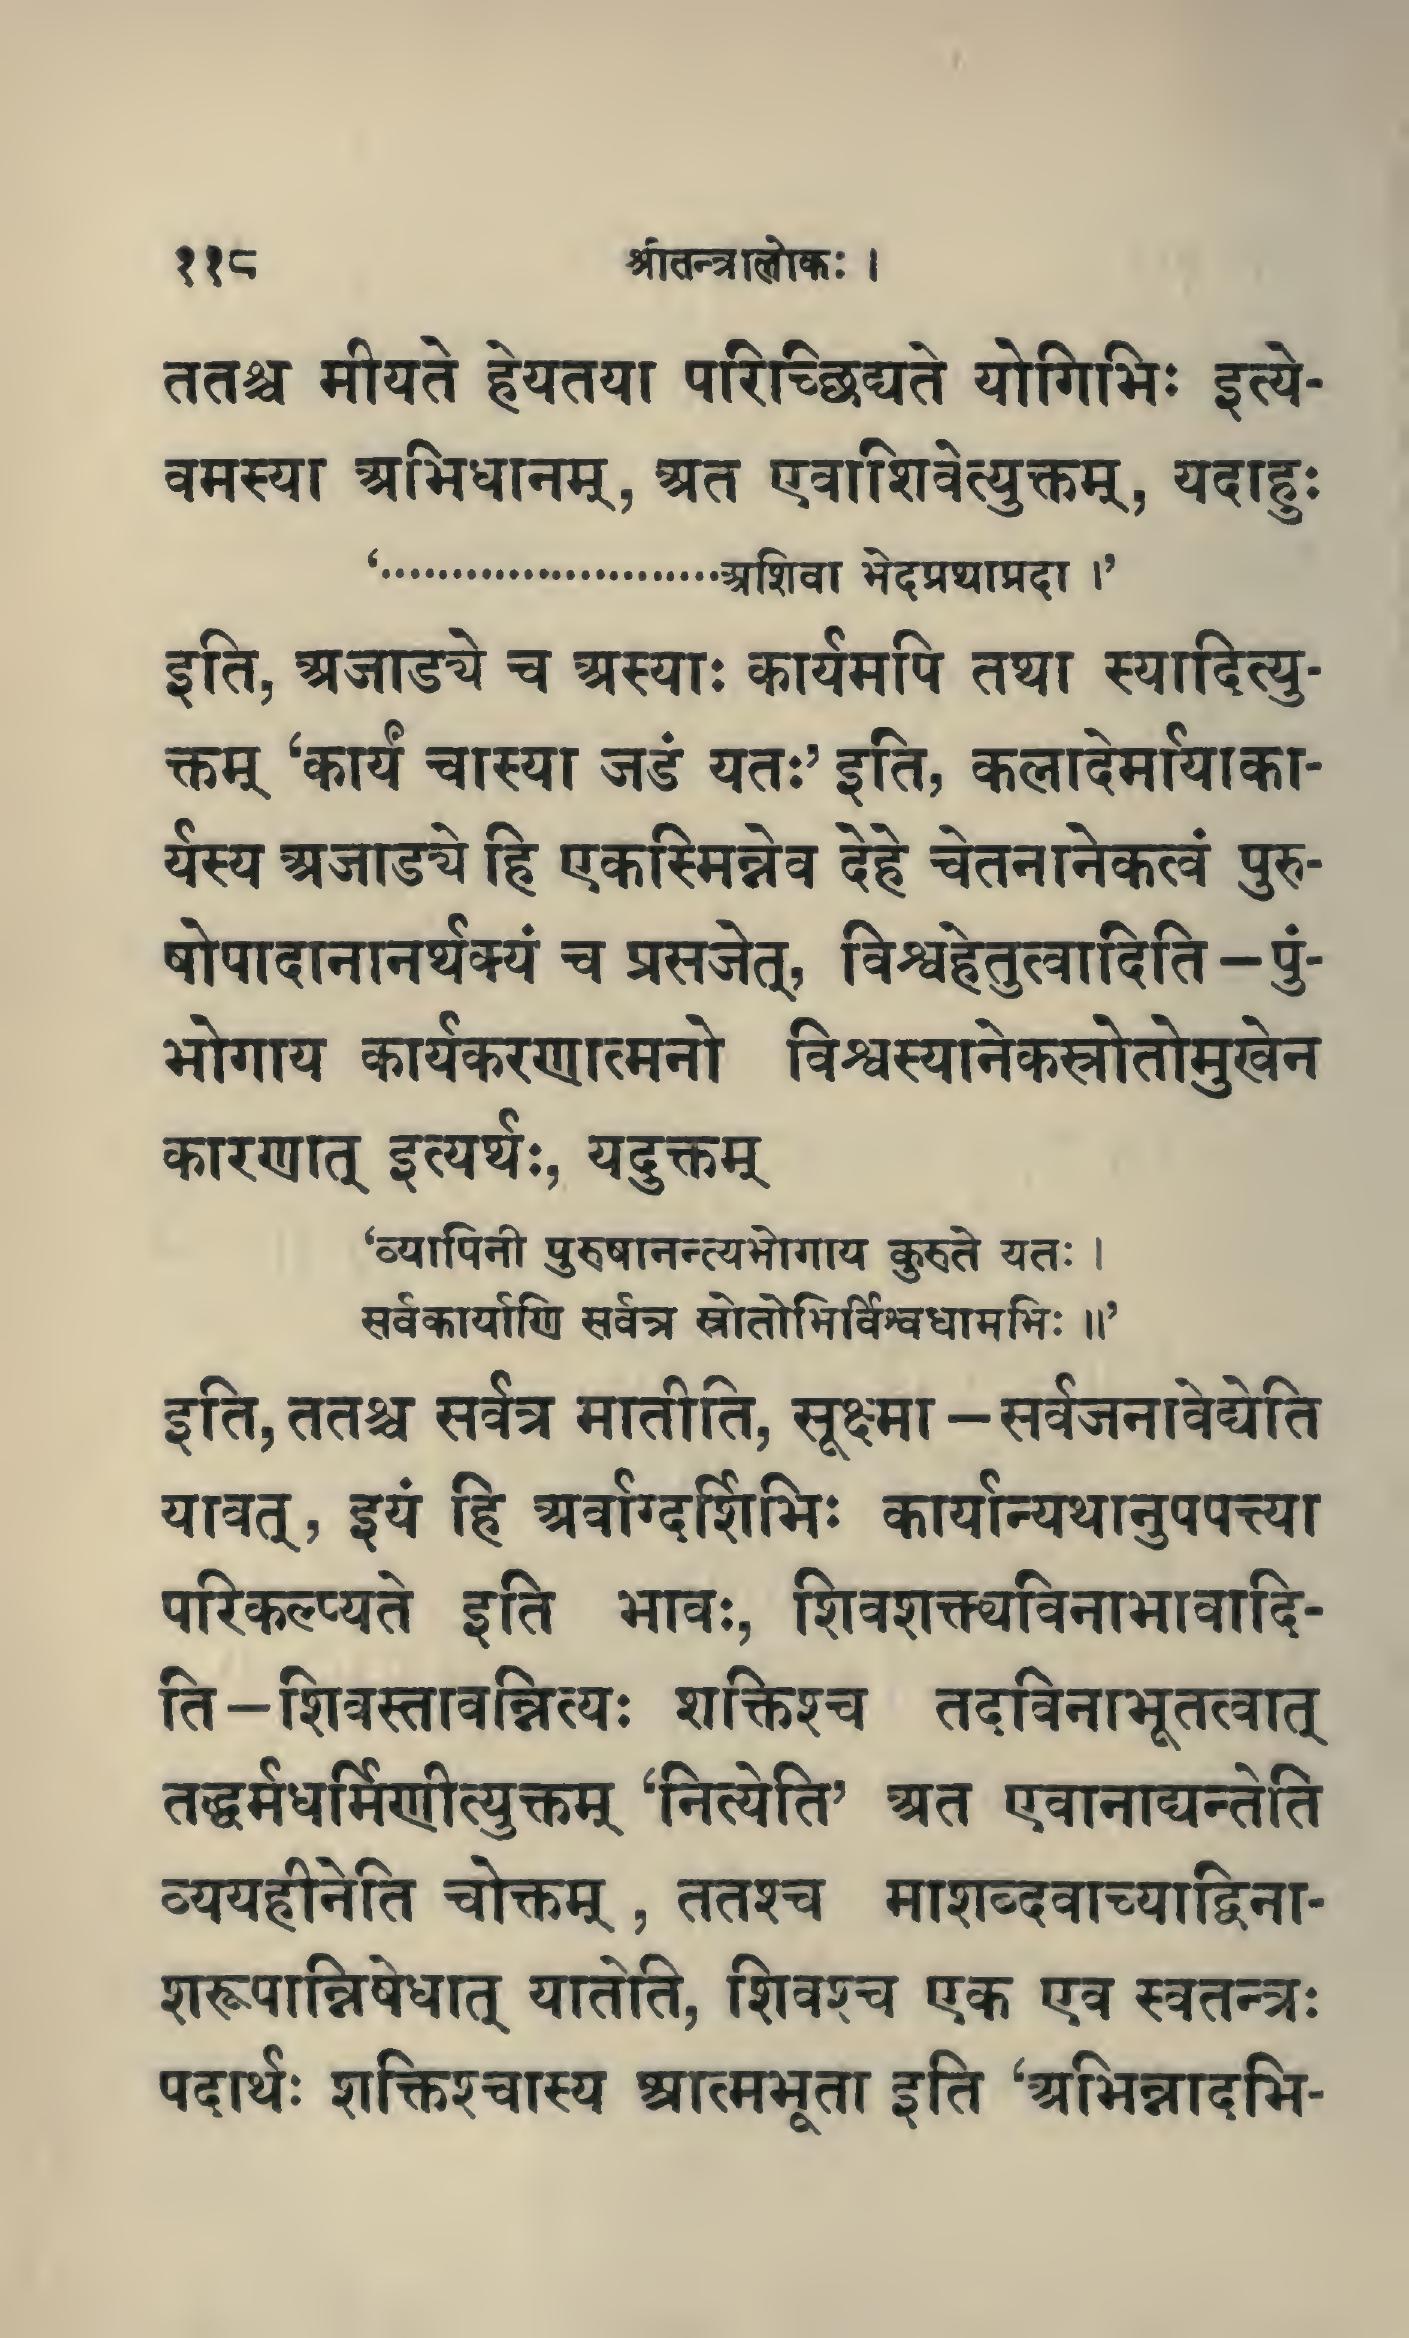 ११८ श्रीतन्त्रालोकः ।
ततश्च मीयते हेयतया परिच्छिद्यते योगिभिः इत्ये-
वमस्या अभिधानम्, अत एवाशिवेत्युक्तम्, यदाहुः
‘........................अशिवा भेदप्रथाप्रदा ।’
इति, अजाड्ये च अस्याः कार्यमपि तथा स्यादित्यु-
क्तम् ‘कार्यं चास्या जडं यतः’ इति, कलादेर्मायाका-
र्यस्य अजाड्ये हि एकस्मिन्नेव देहे चेतनानेकत्वं पुरु-
षोपादानानर्थक्यं च प्रसजेत्, विश्वहेतुत्वादिति – पुं-
भोगाय कार्यकरणात्मनो विश्वस्यानेकस्रोतोमुखेन
कारणात् इत्यर्थः, यदुक्तम्
‘व्यापिनी पुरुषानन्त्यभोगाय कुरुते यतः ।
सर्वकार्याणि सर्वत्र स्रोतोभिर्विश्वधामभिः ॥’
इति, ततश्च सर्वत्र मातीति, सूक्ष्मा – सर्वजनावेद्येति
यावत्, इयं हि अर्वाग्दर्शिभिः कार्यान्यथानुपपत्त्या
परिकल्प्यते इति भावः, शिवशक्त्यविनाभावादि-
ति – शिवस्तावन्नित्यः शक्तिश्च तदविनाभूतत्वात्
तद्धर्मधर्मिणीत्युक्तम् ‘नित्येति’ अत एवानाद्यन्तेति
व्ययहीनेति चोक्तम् , ततश्च माशब्दवाच्याद्विना-
शरूपान्निषेधात् यातेति, शिवश्च एक एव स्वतन्त्रः
पदार्थः शक्तिश्चास्य आत्मभूता इति ‘अभिन्नादभि-